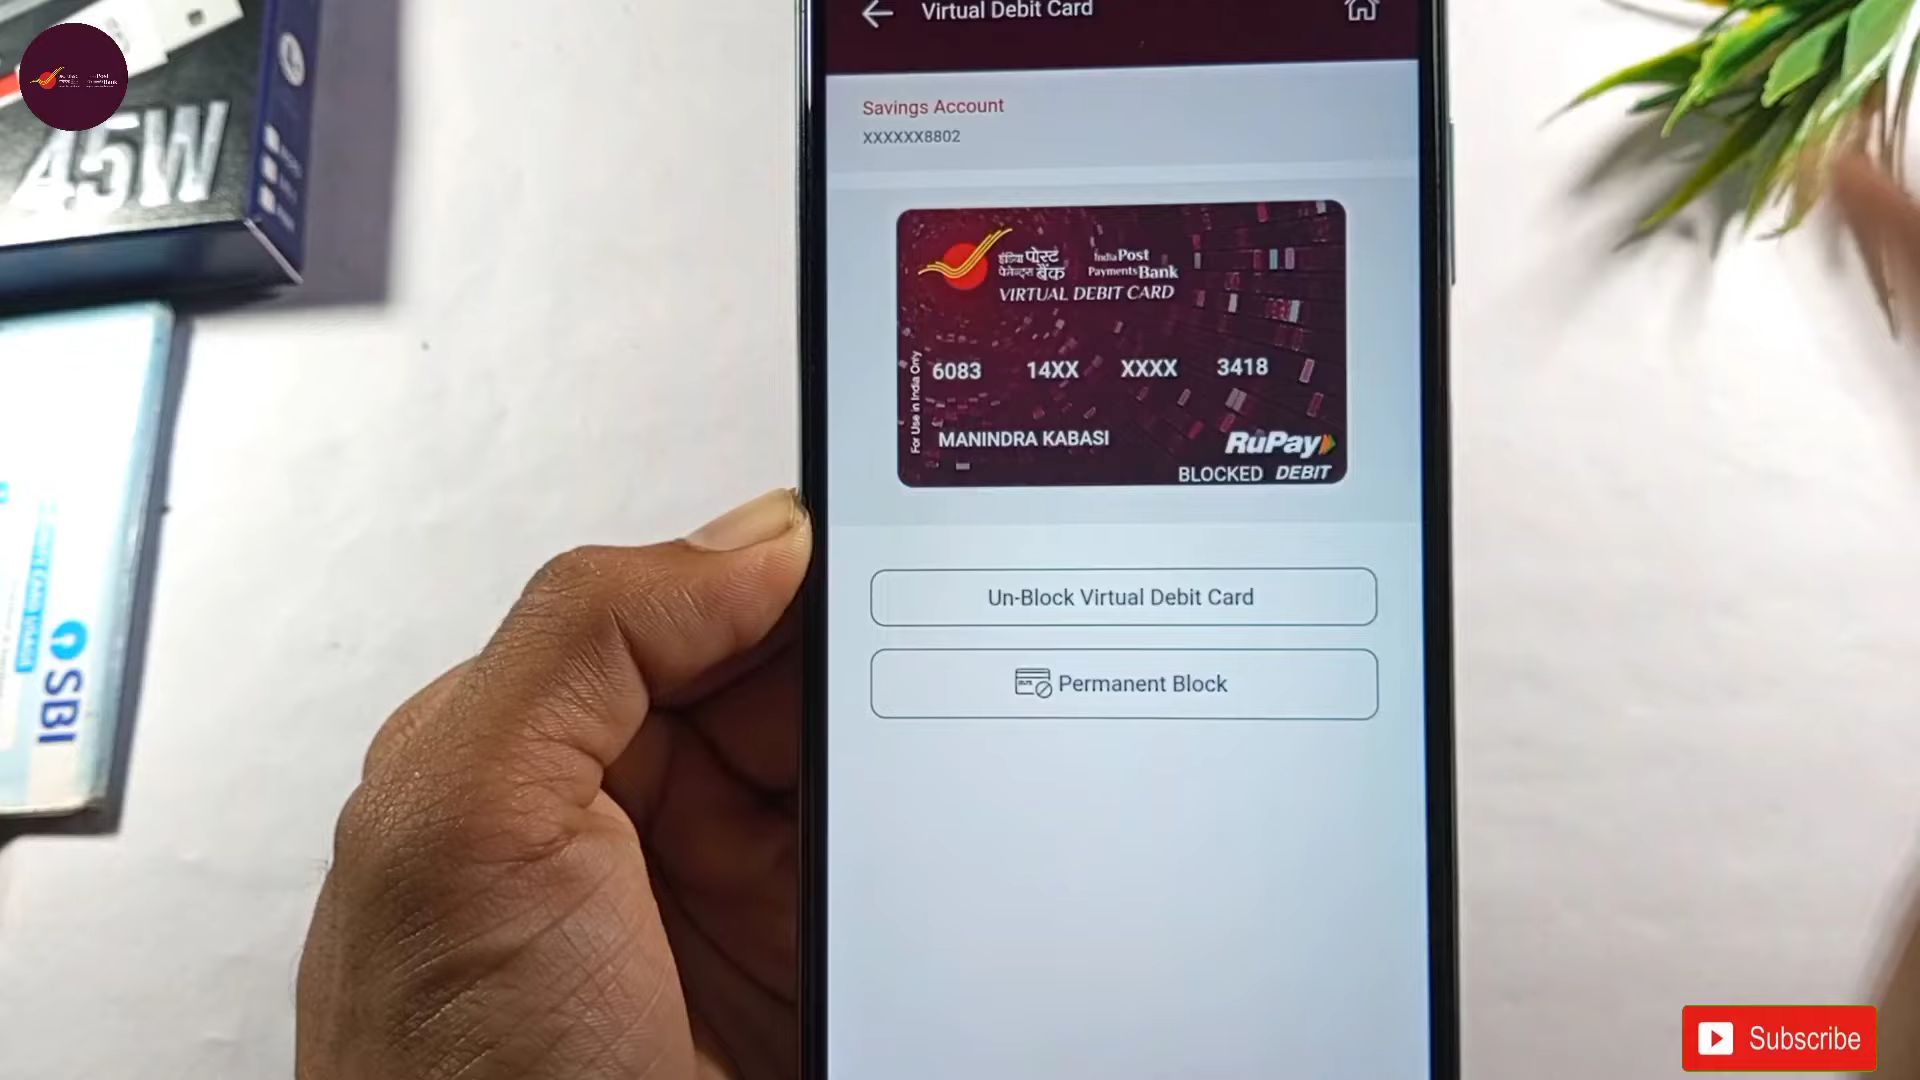 Virtual Debit Card
45W
Savings Account
XXXXXX8802
इंडिया पोस्ट
पेमेन्ट्स बैंक
India Post
Payments Bank
VIRTUAL DEBIT CARD
For Use in India Only
6083 14XX XXXX 3418
MANINDRA KABASI
RuPay
BLOCKED DEBIT
Un-Block Virtual Debit Card
Permanent Block
SBI
Subscribe